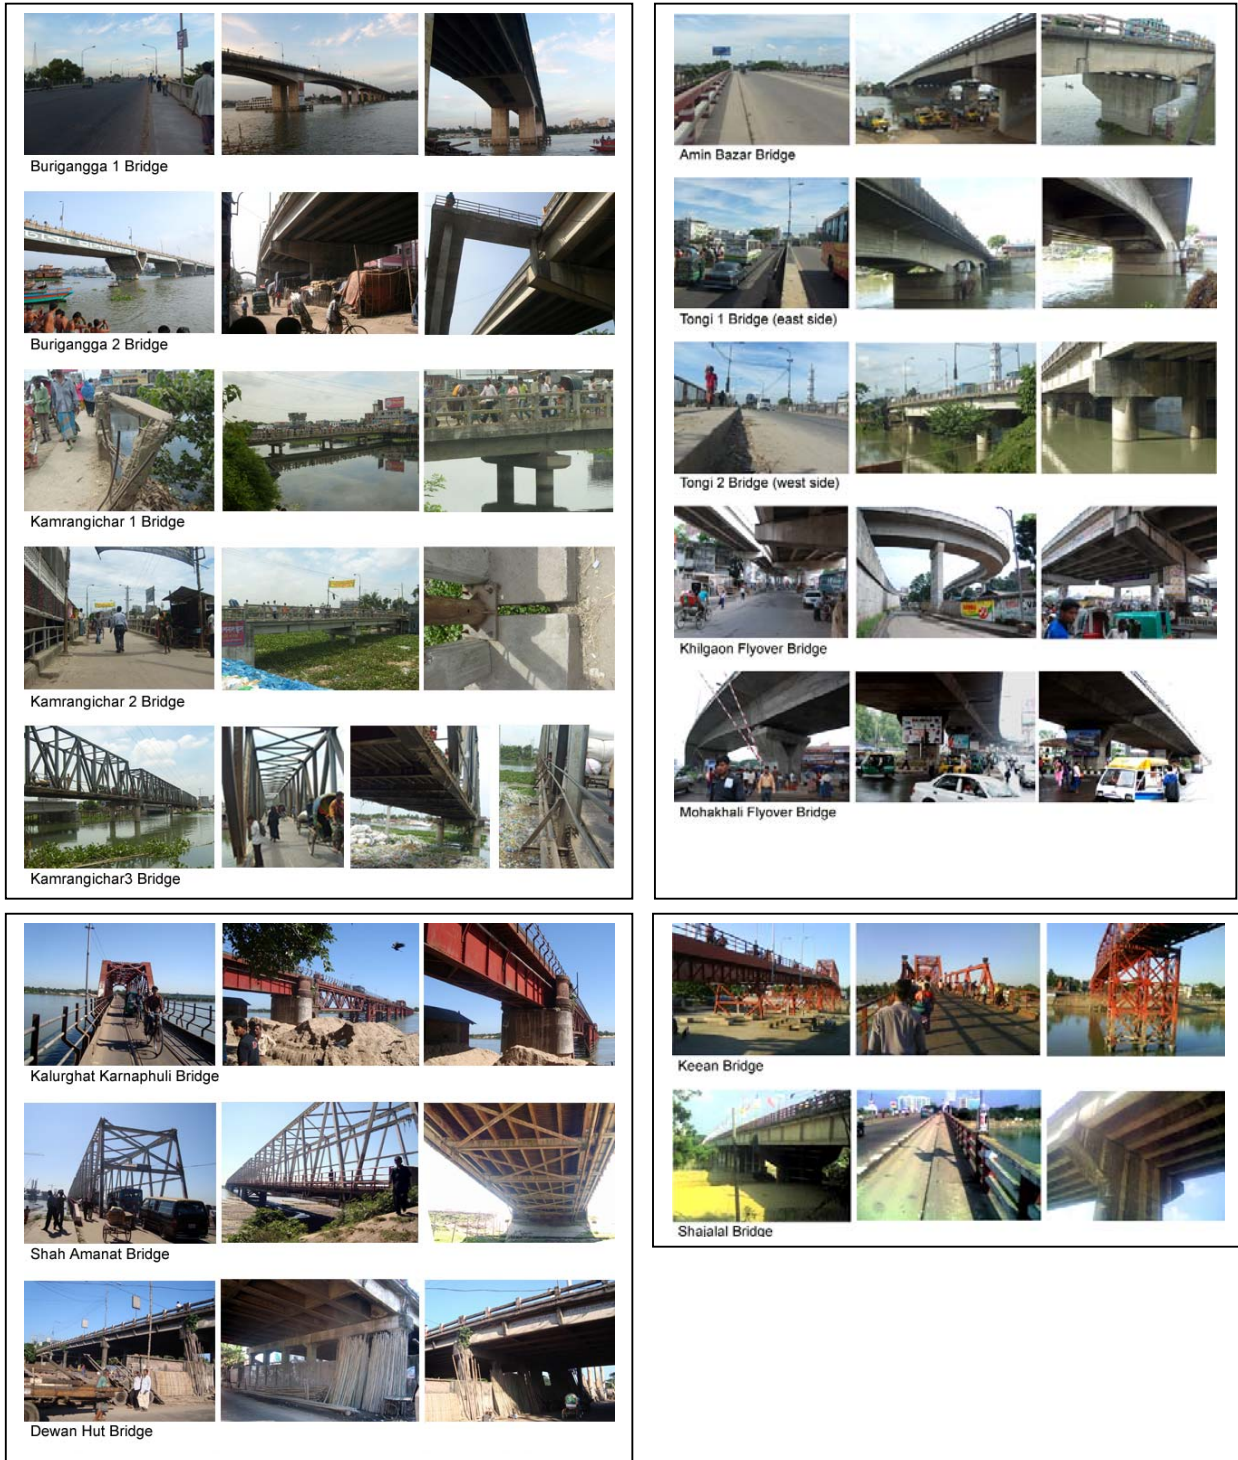 Burigangga 1 Bridge
Burigangga 2 Bridge
Kamrangichar 1 Bridge
Kamrangichar 2 Bridge
Kamrangichar3 Bridge
Amin Bazar Bridge
Tongi 1 Bridge (east side)
Tongi 2 Bridge (west side)
Khilgaon Flyover Bridge
Mohakhali Flyover Bridge
Kalurghat Karnaphuli Bridge
Shah Amanat Bridge
Dewan Hut Bridge
Keean Bridge
Shajalal Bridge